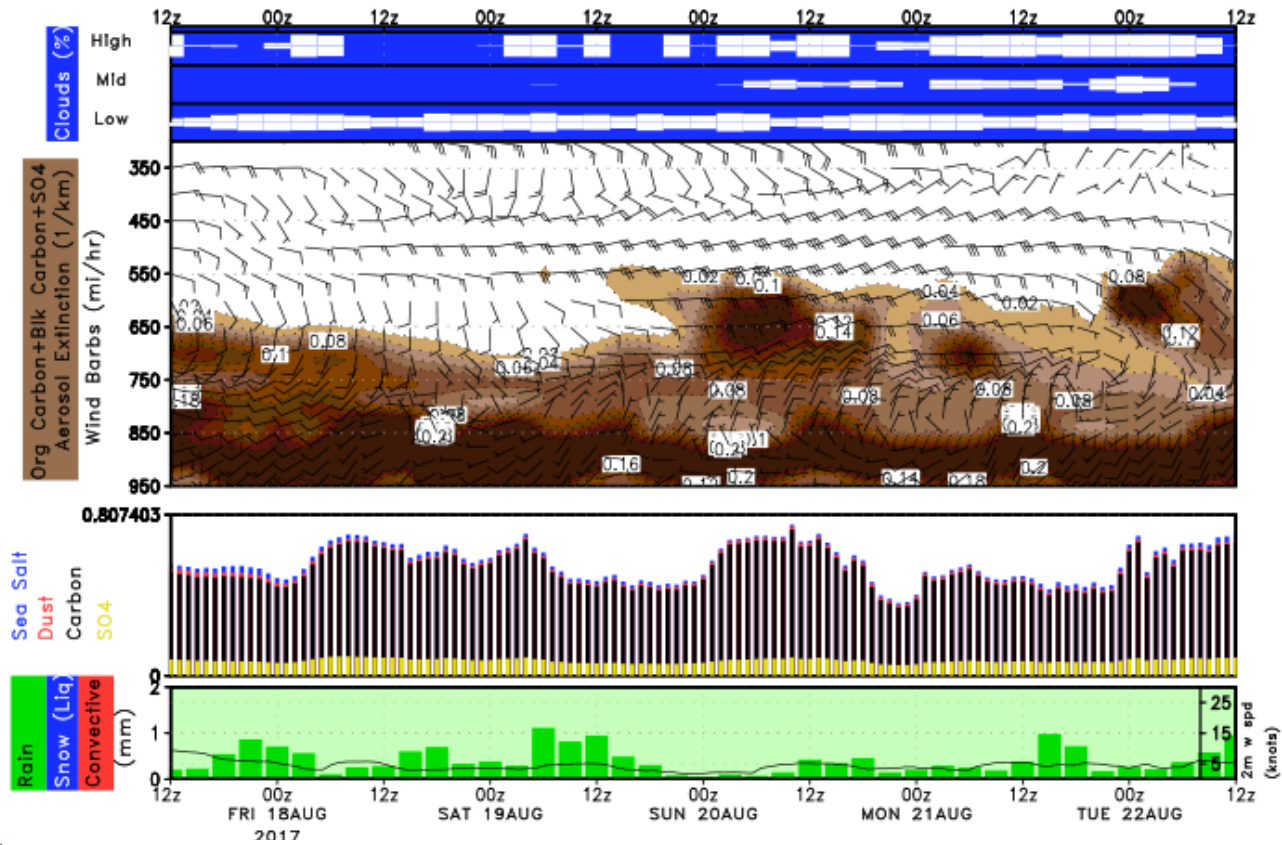 12z 00z 12z 00z 12z 00z 12z 00z 12z 00z 12z
Clouds (%)
High
Mid
Low
Org Carbon+Blk Carbon+SO4
Aerosol Extinction (1/km)
Wind Barbs (mi/hr)
350
450
550
650
750
850
950
0.02 0.1 0.04 0.02 0.08
0.06 0.1 0.08 0.14 0.06 0.12
0.06 0.08 0.08 0.08 0.08 0.08 0.04
0.16 0.2 0.14 0.18 0.2
0.807403
0
Sea Salt
Dust
Carbon
SO4
Rain
Snow (Liq)
Convective
(mm)
2
1
0
25
15
5
2m w spd
(knots)
12z 00z 12z 00z 12z 00z 12z 00z 12z 00z 12z
FRI 18AUG SAT 19AUG SUN 20AUG MON 21AUG TUE 22AUG
2017